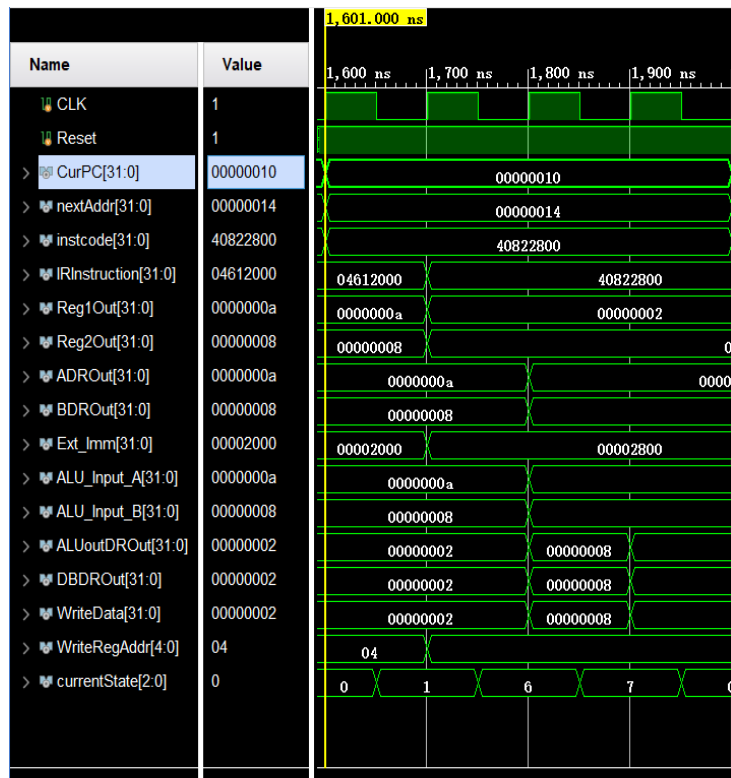 1,601.000 ns
Name Value
1,600 ns 1,700 ns 1,800 ns 1,900 ns
CLK 1
Reset 1
CurPC[31:0] 00000010 00000010
nextAddr[31:0] 00000014 00000014
instcode[31:0] 40822800 40822800
IRInstruction[31:0] 04612000 04612000 40822800
Reg1Out[31:0] 0000000a 0000000a 00000002
Reg2Out[31:0] 00000008 00000008 0
ADROut[31:0] 0000000a 0000000a 0000
BDROut[31:0] 00000008 00000008
Ext_Imm[31:0] 00002000 00002000 00002800
ALU_Input_A[31:0] 0000000a 0000000a
ALU_Input_B[31:0] 00000008 00000008
ALUoutDROut[31:0] 00000002 00000002 00000008
DBDROut[31:0] 00000002 00000002 00000008
WriteData[31:0] 00000002 00000002 00000008
WriteRegAddr[4:0] 04 04
currentState[2:0] 0 0 1 6 7 0